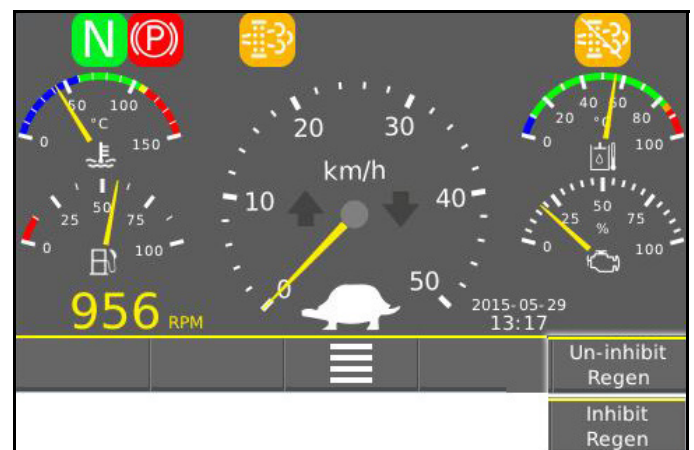 N (P)
50 100
°C
0 150
20 30
km/h
10 40
0 50
20 40 60 80
°C
0 100
25 50 75
0 100
25 50 75
%
0 100
956 RPM
2015-05-29
13:17
Un-inhibit
Regen
Inhibit
Regen